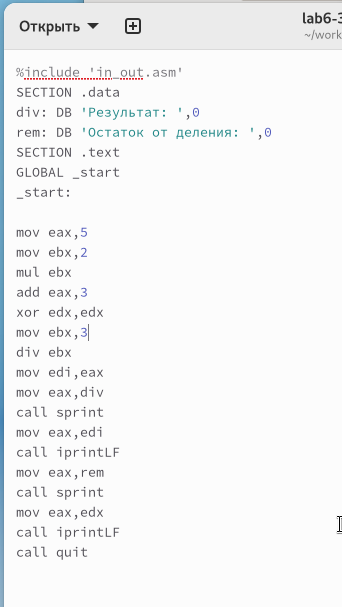 Открыть
lab6-3
~/work
%include 'in_out.asm'
SECTION .data
div: DB 'Результат: ',0
rem: DB 'Остаток от деления: ',0
SECTION .text
GLOBAL _start
_start:
mov eax,5
mov ebx,2
mul ebx
add eax,3
xor edx,edx
mov ebx,3
div ebx
mov edi,eax
mov eax,div
call sprint
mov eax,edi
call iprintLF
mov eax,rem
call sprint
mov eax,edx
call iprintLF
call quit